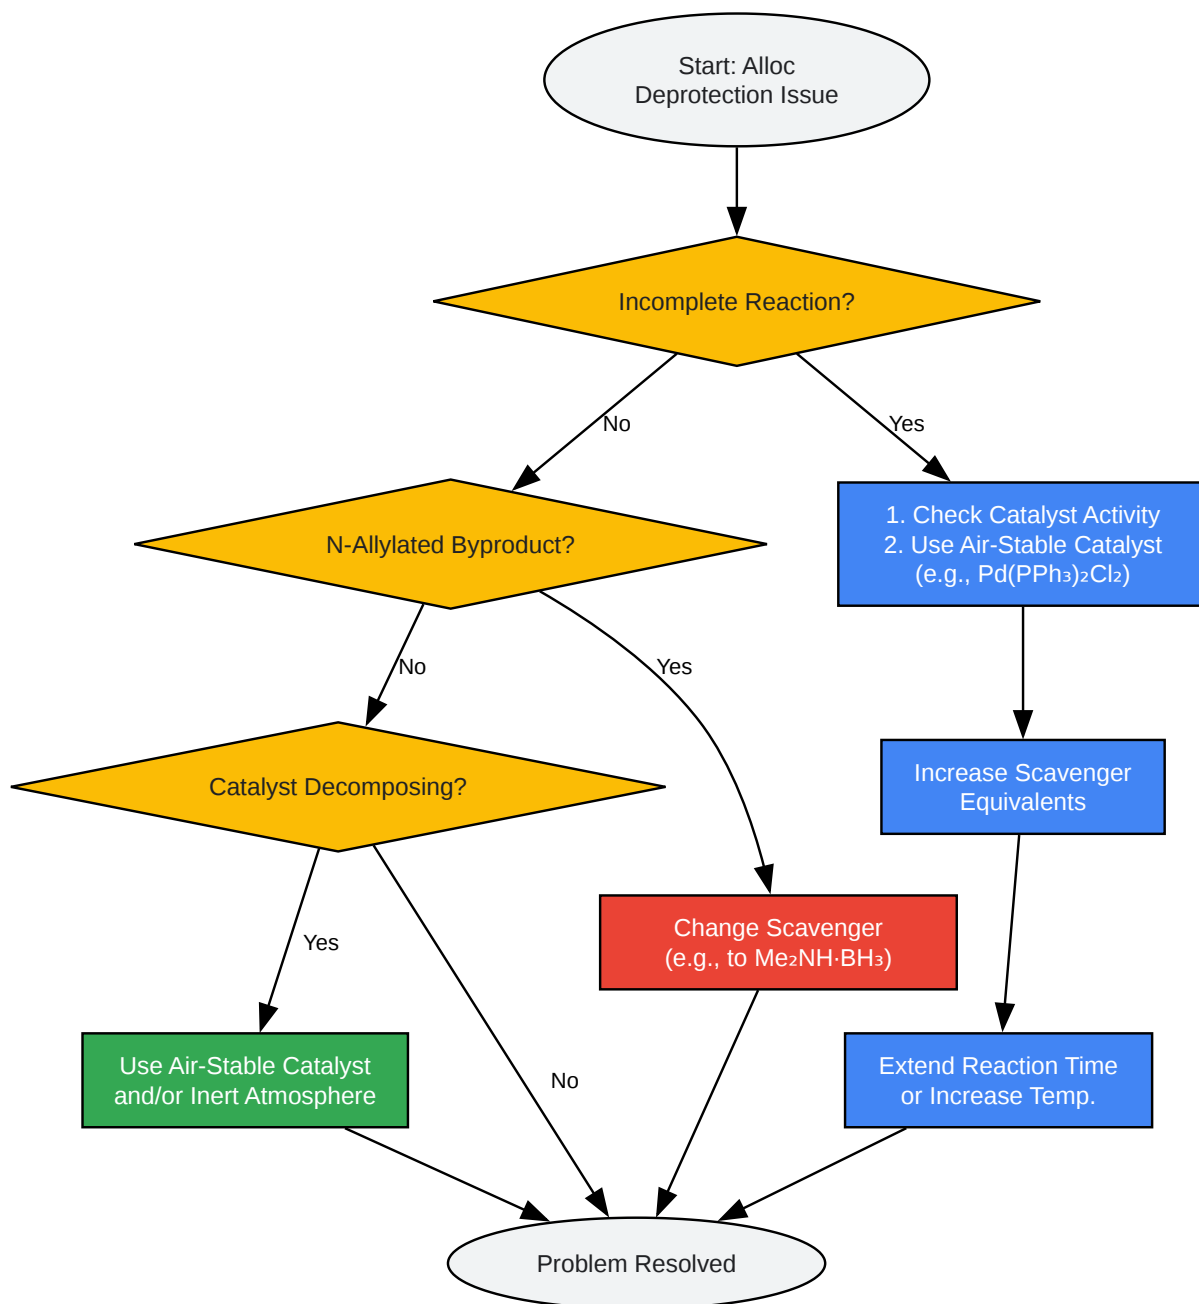 Start: Alloc
Deprotection Issue
Incomplete Reaction?
No
Yes
N-Allylated Byproduct?
1. Check Catalyst Activity
2. Use Air-Stable Catalyst
(e.g., Pd(PPh₃)₂Cl₂)
No
Yes
Catalyst Decomposing?
Increase Scavenger
Equivalents
Yes
No
Change Scavenger
(e.g., to Me₂NH·BH₃)
Use Air-Stable Catalyst
and/or Inert Atmosphere
Extend Reaction Time
or Increase Temp.
Problem Resolved